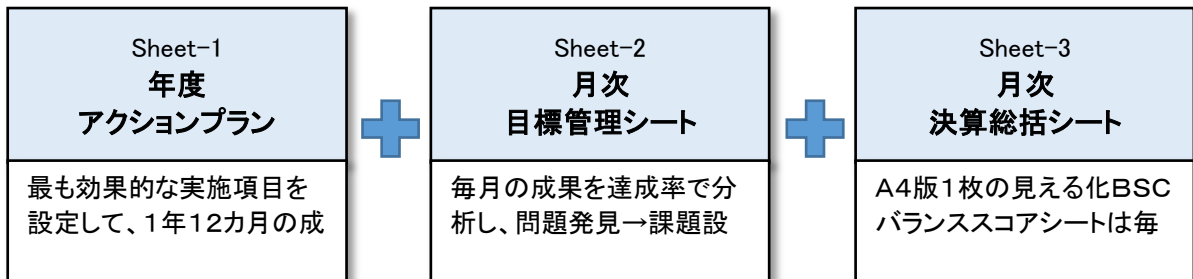 Sheet-1
年度
アクションプラン
最も効果的な実施項目を
設定して、1年12カ月の成
Sheet-2
月次
目標管理シート
毎月の成果を達成率で分
析し、問題発見→課題設
Sheet-3
月次
決算総括シート
A4版1枚の見える化BSC
バランススコアシートは毎